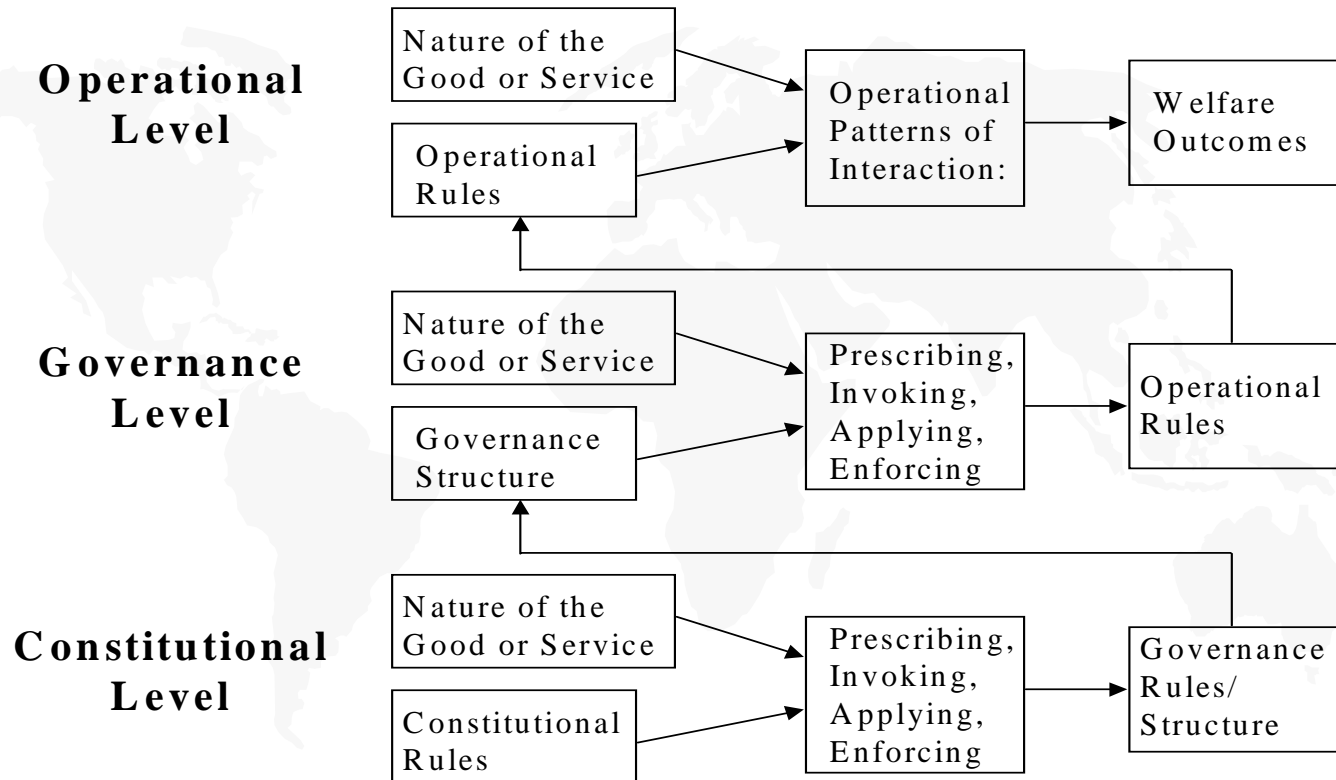 Operational
Level
Nature of the
Good or Service
Operational
Rules
Operational
Patterns of
Interaction:
Welfare
Outcomes
Governance
Level
Nature of the
Good or Service
Governance
Structure
Prescribing,
Invoking,
Applying,
Enforcing
Operational
Rules
Constitutional
Level
Nature of the
Good or Service
Constitutional
Rules
Prescribing,
Invoking,
Applying,
Enforcing
Governance
Rules/
Structure